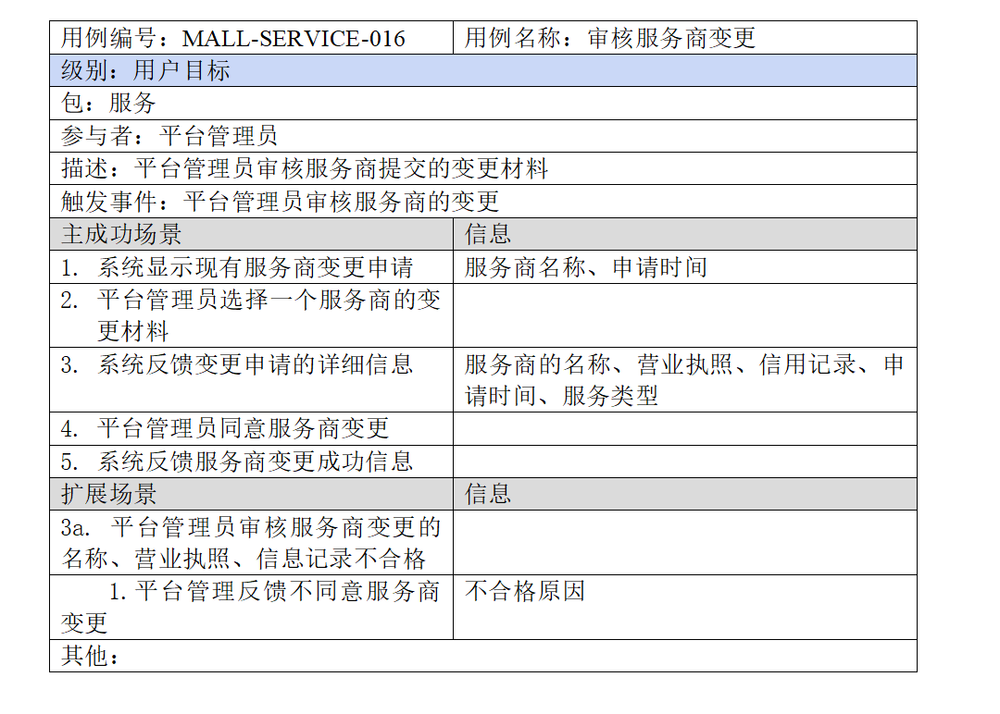 用例编号：MALL-SERVICE-016 用例名称：审核服务商变更
级别：用户目标
包：服务
参与者：平台管理员
描述：平台管理员审核服务商提交的变更材料
触发事件：平台管理员审核服务商的变更
主成功场景 信息
1. 系统显示现有服务商变更申请 服务商名称、申请时间
2. 平台管理员选择一个服务商的变
更材料
3. 系统反馈变更申请的详细信息 服务商的名称、营业执照、信用记录、申
请时间、服务类型
4. 平台管理员同意服务商变更
5. 系统反馈服务商变更成功信息
扩展场景 信息
3a. 平台管理员审核服务商变更的
名称、营业执照、信息记录不合格
1.平台管理反馈不同意服务商 不合格原因
变更
其他：